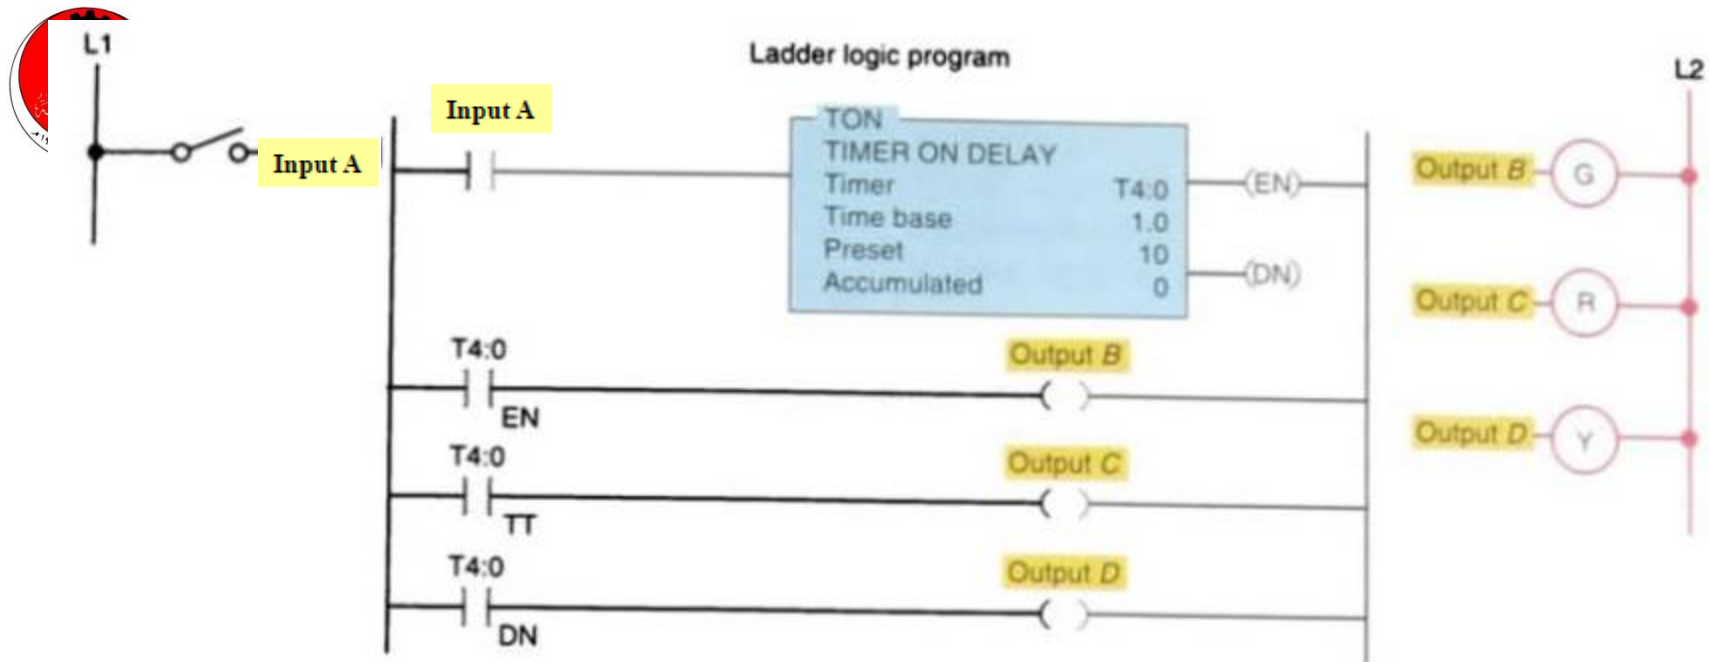 L1
Ladder logic program
L2
Input A
Input A
TON
TIMER ON DELAY
Timer T4:0
Time base 1.0
Preset 10
Accumulated 0
(EN)
(DN)
Output B G
Output C R
Output D Y
T4:0
EN
Output B
T4:0
TT
Output C
T4:0
DN
Output D